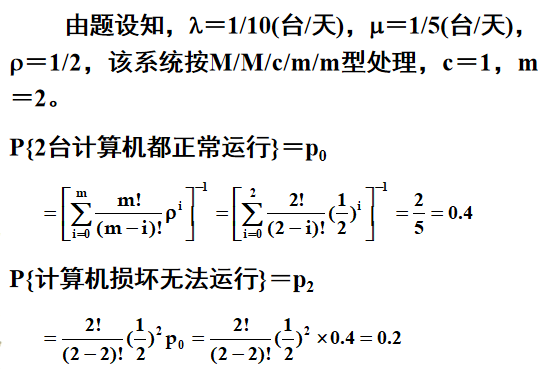 由题设知，λ＝1/10(台/天)，μ＝1/5(台/天)，
ρ＝1/2，该系统按M/M/c/m/m型处理，c＝1，m
＝2。
P{2台计算机都正常运行}＝p₀
＝[∑_{i=0}^{m} m!/(m－i)! ρ^i]^{-1}＝[∑_{i=0}^{2} 2!/(2－i)! (1/2)^i]^{-1}＝2/5＝0.4
P{计算机损坏无法运行}＝p₂
＝2!/(2－2)! (1/2)^2 p₀＝2!/(2－2)! (1/2)^2 ×0.4＝0.2